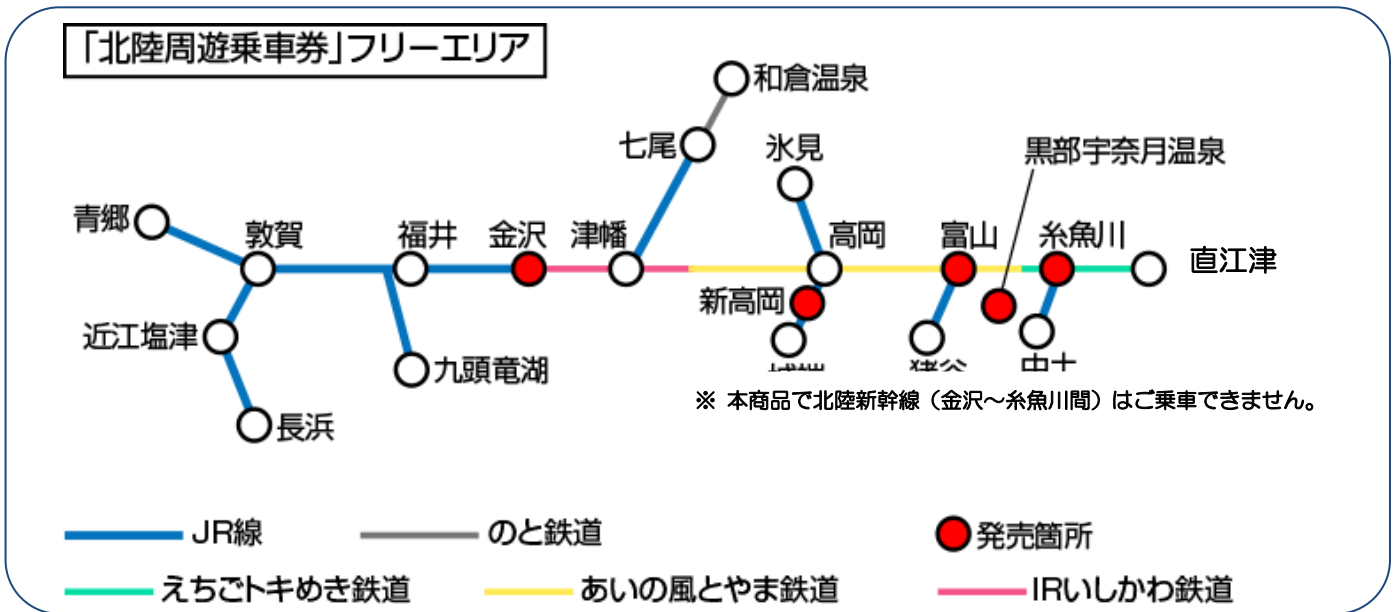 「北陸周遊乗車券」フリーエリア
和倉温泉
七尾
氷見
黒部宇奈月温泉
青郷
敦賀
福井
金沢
津幡
高岡
富山
糸魚川
直江津
新高岡
近江塩津
九頭竜湖
長浜
※ 本商品で北陸新幹線（金沢～糸魚川間）はご乗車できません。
JR線
のと鉄道
発売箇所
えちごトキめき鉄道
あいの風とやま鉄道
IRいしかわ鉄道